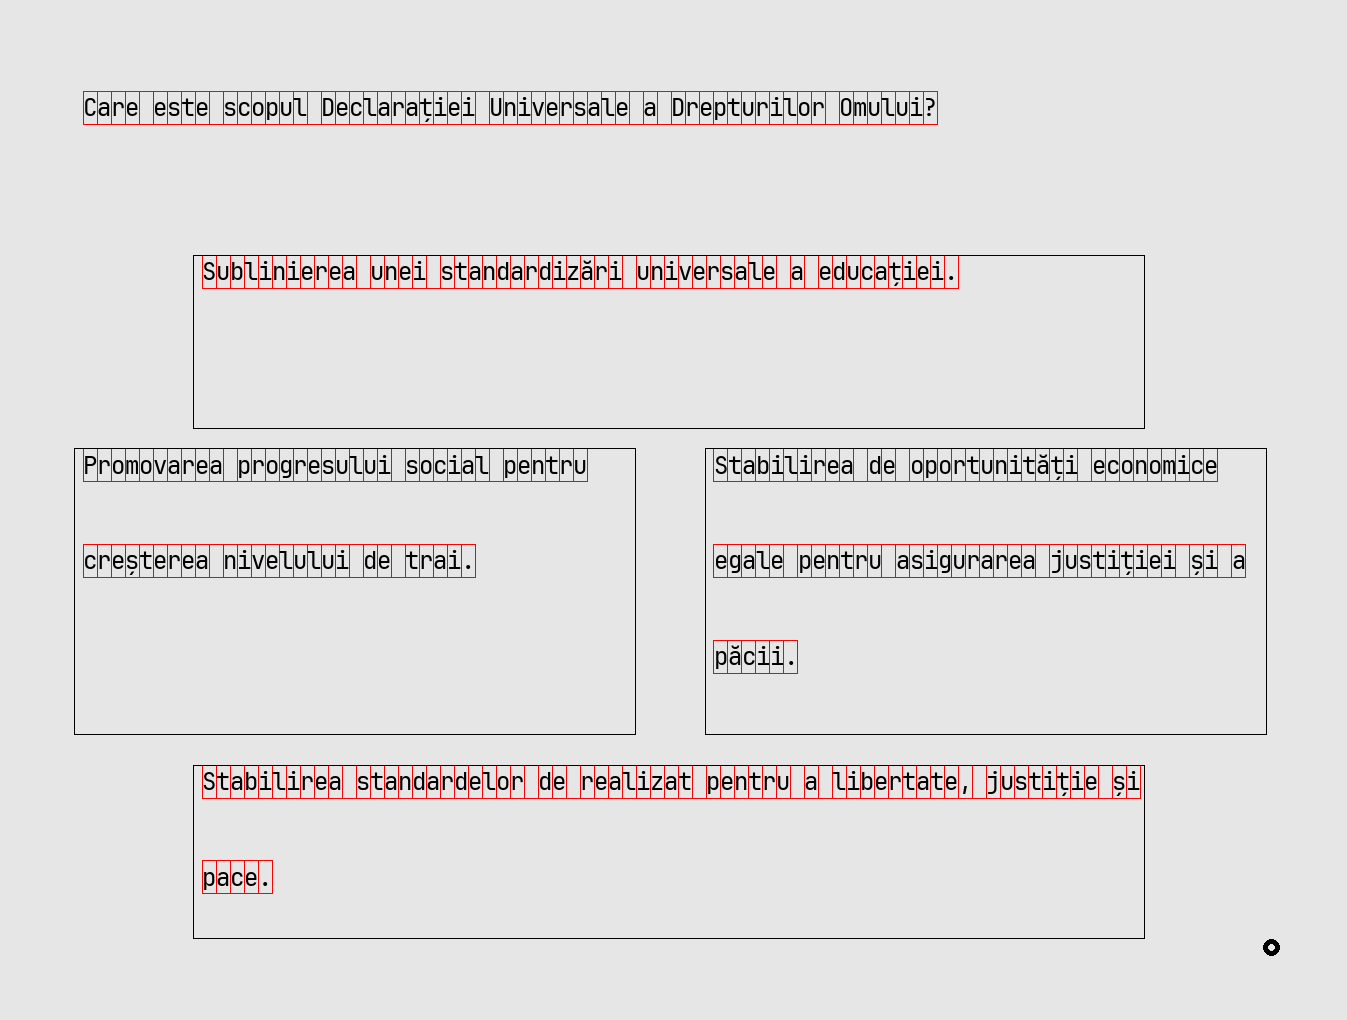 Care este scopul Declarației Universale a Drepturilor Omului?
Sublinierea unei standardizări universale a educației.
Promovarea progresului social pentru
creșterea nivelului de trai.
Stabilirea de oportunități economice
egale pentru asigurarea justiției și a
păcii.
Stabilirea standardelor de realizat pentru a libertate, justiție și
pace.